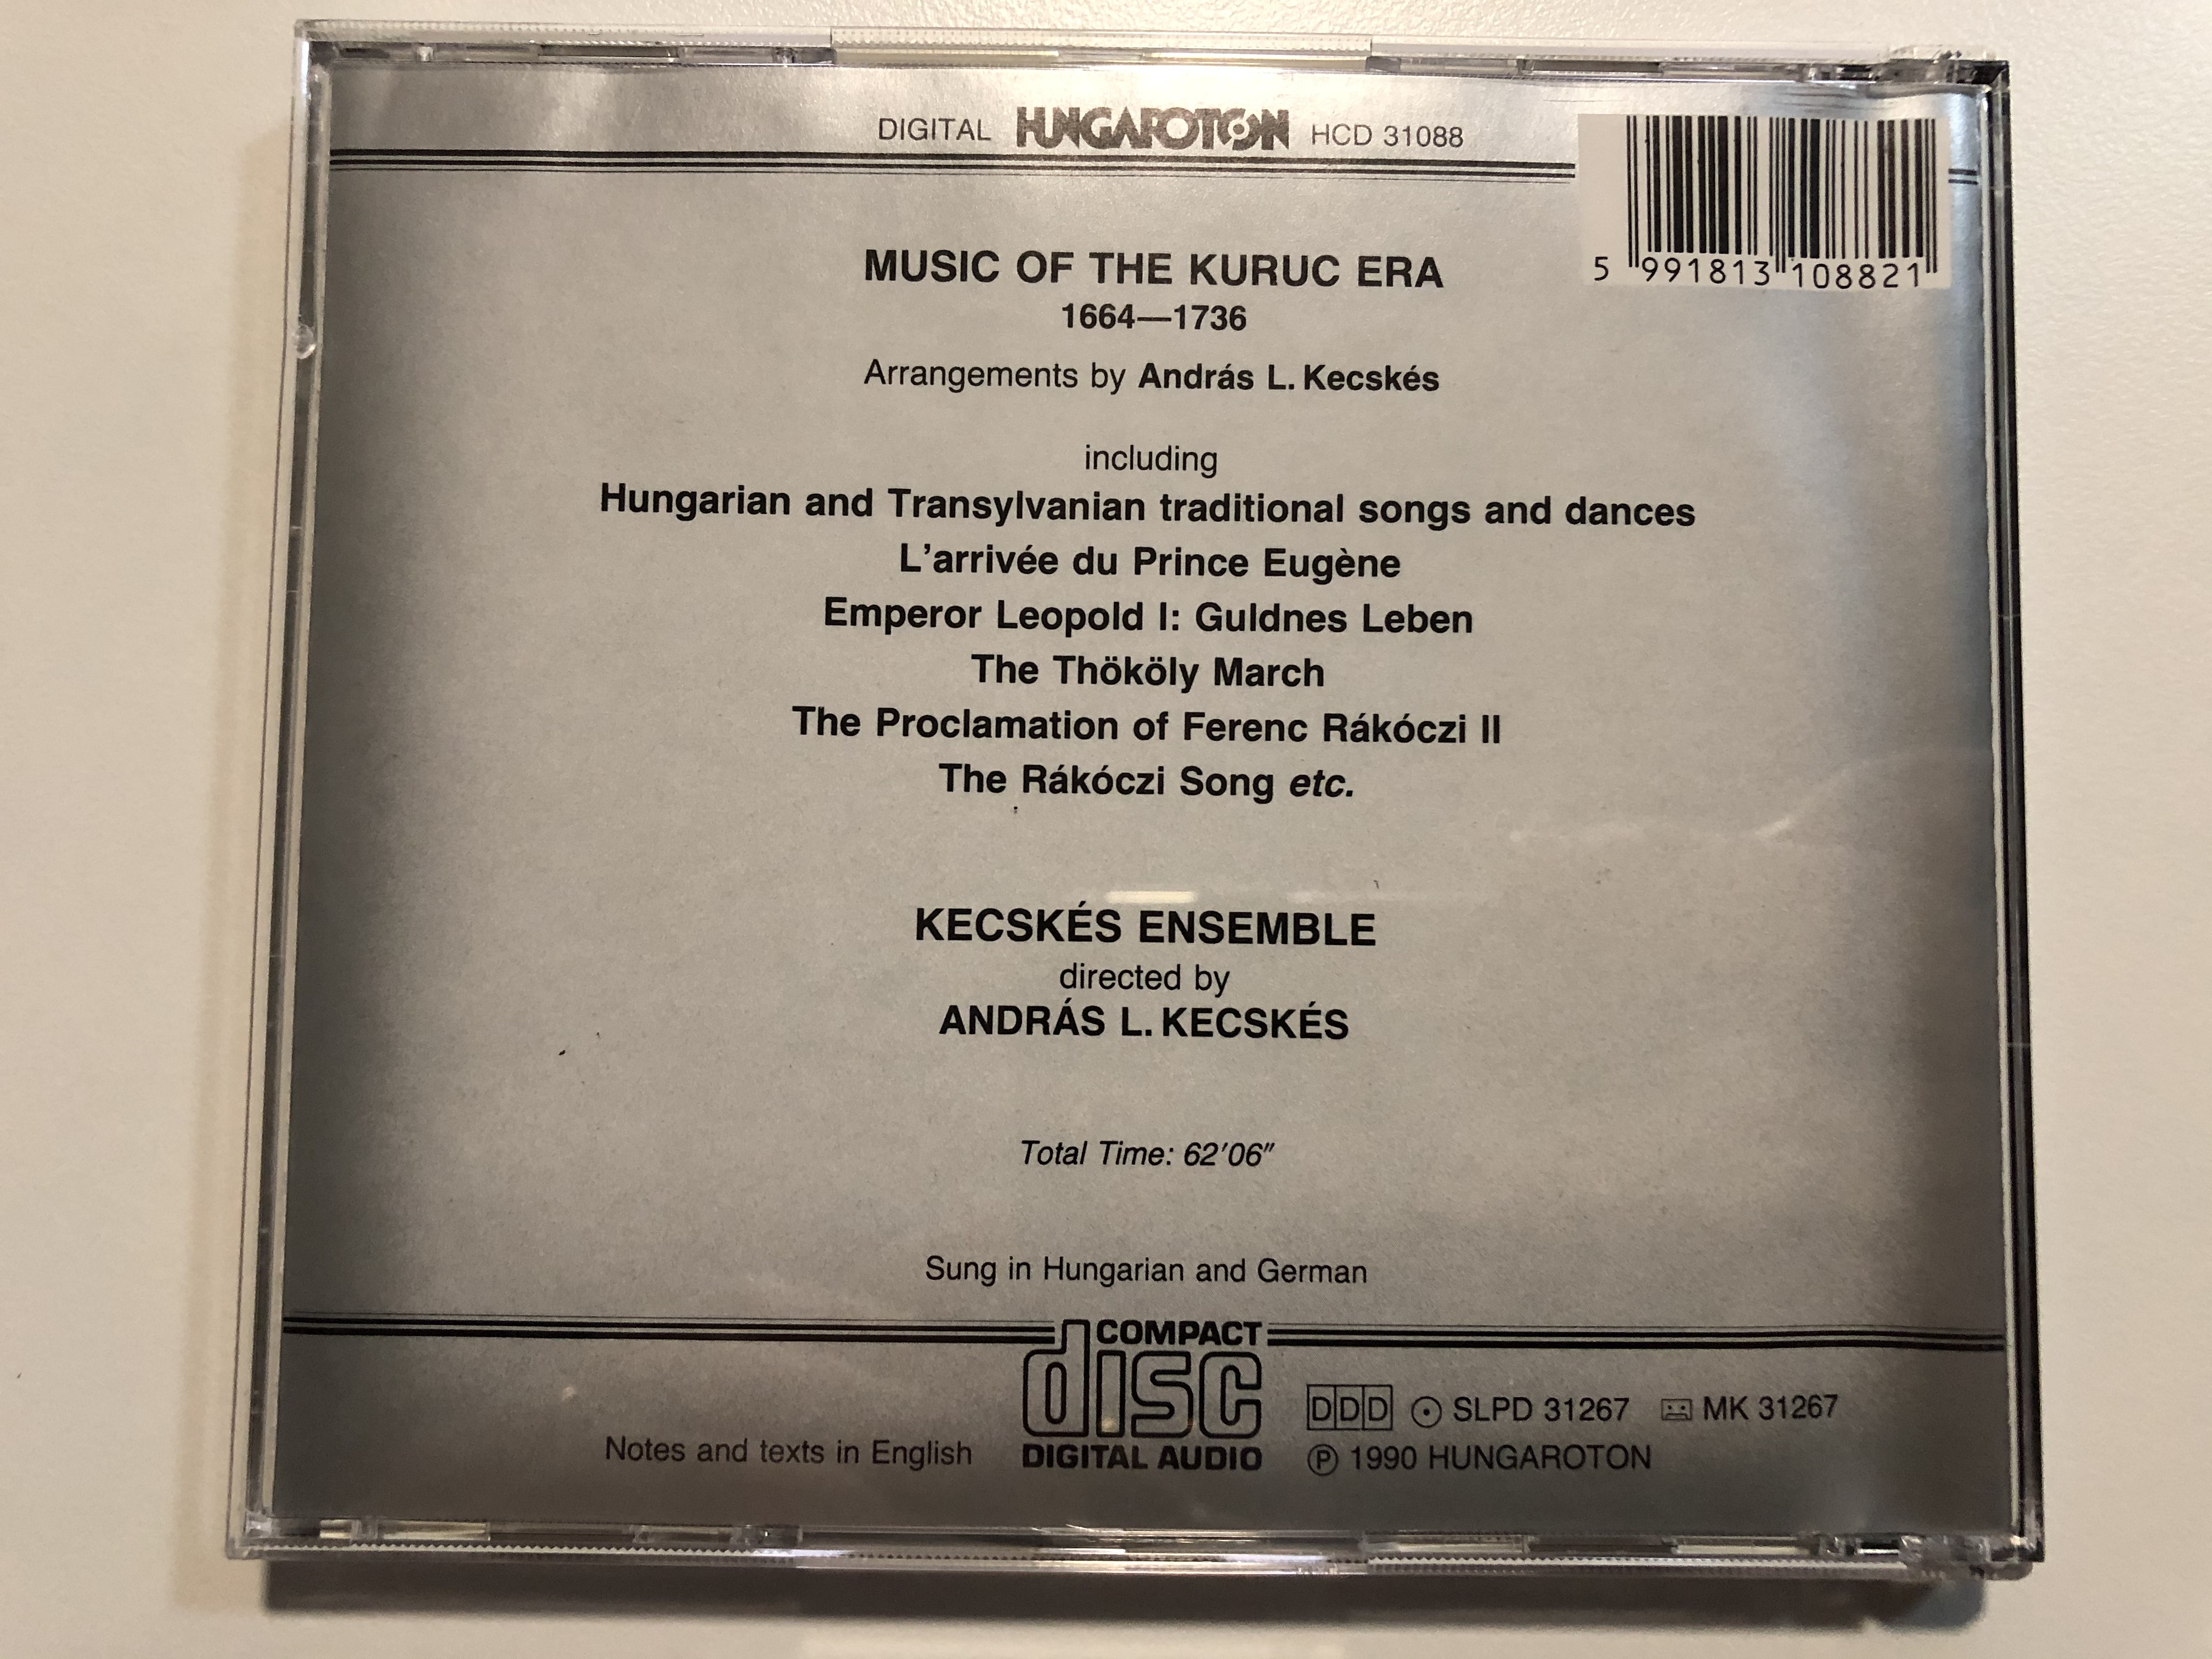 DIGITAL HUNGAROTON HCD 31088
5 991813 108821
MUSIC OF THE KURUC ERA
1664—1736
Arrangements by András L. Kecskés
including
Hungarian and Transylvanian traditional songs and dances
L'arrivée du Prince Eugène
Emperor Leopold I: Guldnes Leben
The Thököly March
The Proclamation of Ferenc Rákóczi II
The Rákóczi Song etc.
KECSKÉS ENSEMBLE
directed by
ANDRÁS L. KECSKÉS
Total Time: 62'06"
Sung in Hungarian and German
COMPACT
disc
DIGITAL AUDIO
Notes and texts in English
DDD SLPD 31267 MK 31267
℗ 1990 HUNGAROTON